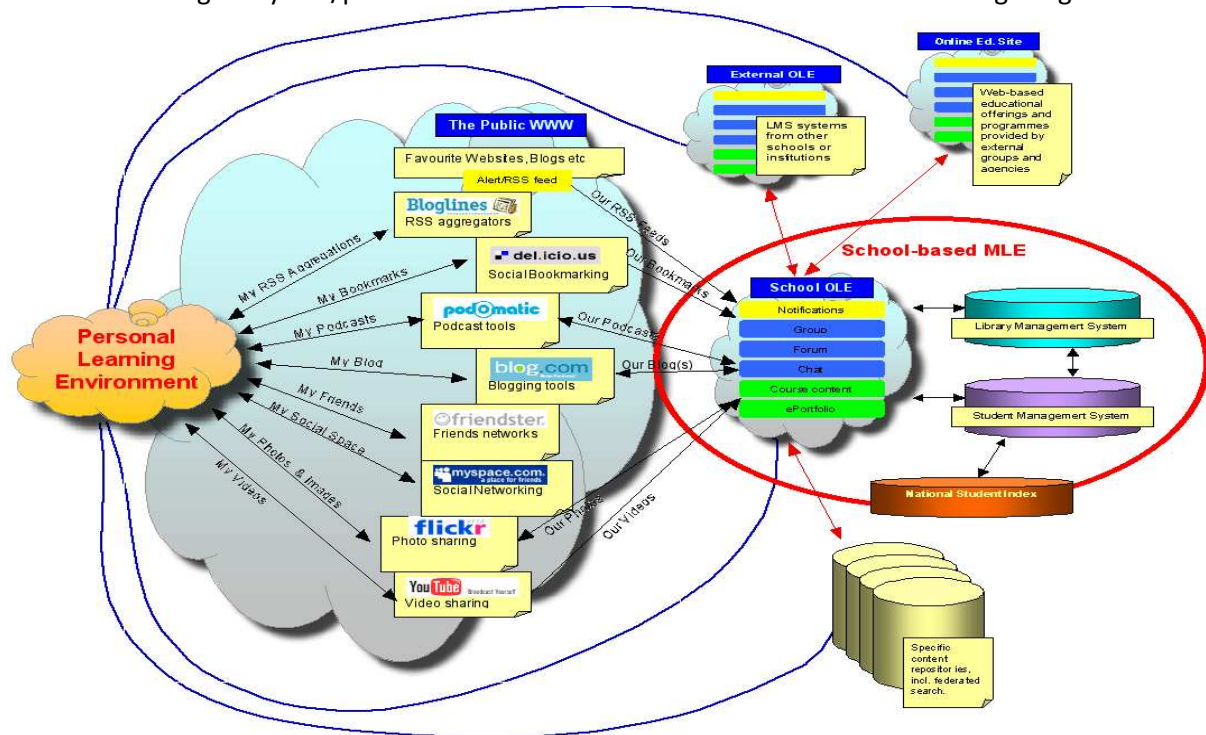 Online Ed. Site
External OLE
Web-based
educational
offerings and
programmes
provided by
external
groups and
agencies
LMS systems
from other
schools or
institutions
The Public WWW
Favourite Websites, Blogs etc
Alert/RSS feed
Bloglines
RSS aggregators
del.icio.us
Social Bookmarking
podOmatic
Podcast tools
blog.com
Blogging tools
friendster.
Friends networks
myspace.com.
a place for friends
Social Networking
flickr
Photo sharing
YouTube
Broadcast Yourself
Video sharing
Personal
Learning
Environment
My RSS Aggregations
My Bookmarks
My Podcasts
My Blog
My Friends
My Social Space
My Photos & Images
My Videos
Our RSS Feeds
Our Bookmarks
Our Podcasts
Our Blog(s)
Our Photos
Our Videos
School-based MLE
School OLE
Notifications
Group
Forum
Chat
Course content
ePortfolio
Library Management System
Student Management System
National Student Index
Specific
content
repositories,
incl. federated
search.